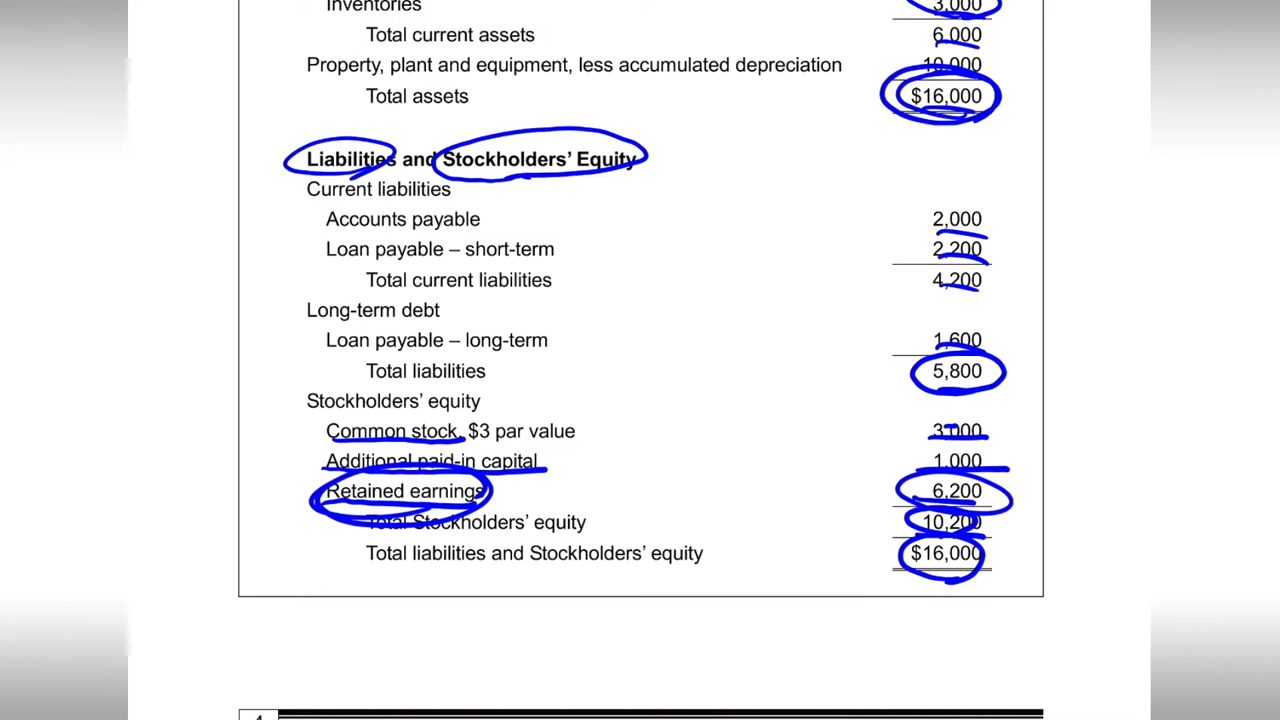 Inventories 3,000
Total current assets 6,000
Property, plant and equipment, less accumulated depreciation 10,000
Total assets $16,000
Liabilities and Stockholders’ Equity
Current liabilities
Accounts payable 2,000
Loan payable – short-term 2,200
Total current liabilities 4,200
Long-term debt
Loan payable – long-term 1,600
Total liabilities 5,800
Stockholders’ equity
Common stock, $3 par value 3,000
Additional paid-in capital 1,000
Retained earnings 6,200
Total Stockholders’ equity 10,200
Total liabilities and Stockholders’ equity $16,000
4